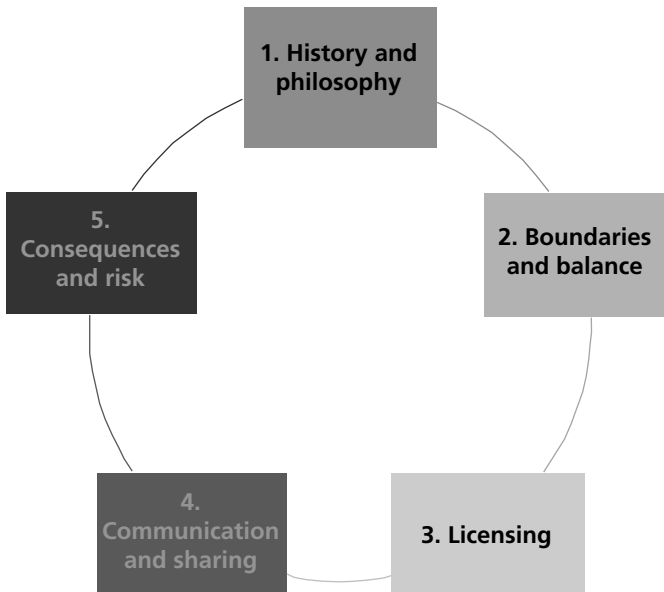 1. History and
philosophy
2. Boundaries
and balance
3. Licensing
4.
Communication
and sharing
5.
Consequences
and risk